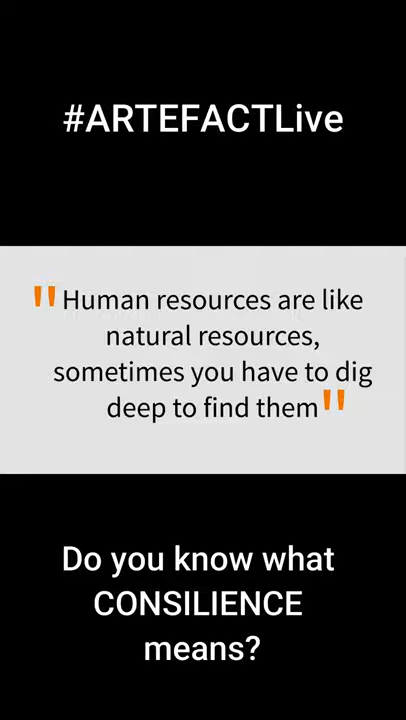 #ARTEFACTLive
"Human resources are like
natural resources,
sometimes you have to dig
deep to find them"
Do you know what
CONSILIENCE
means?